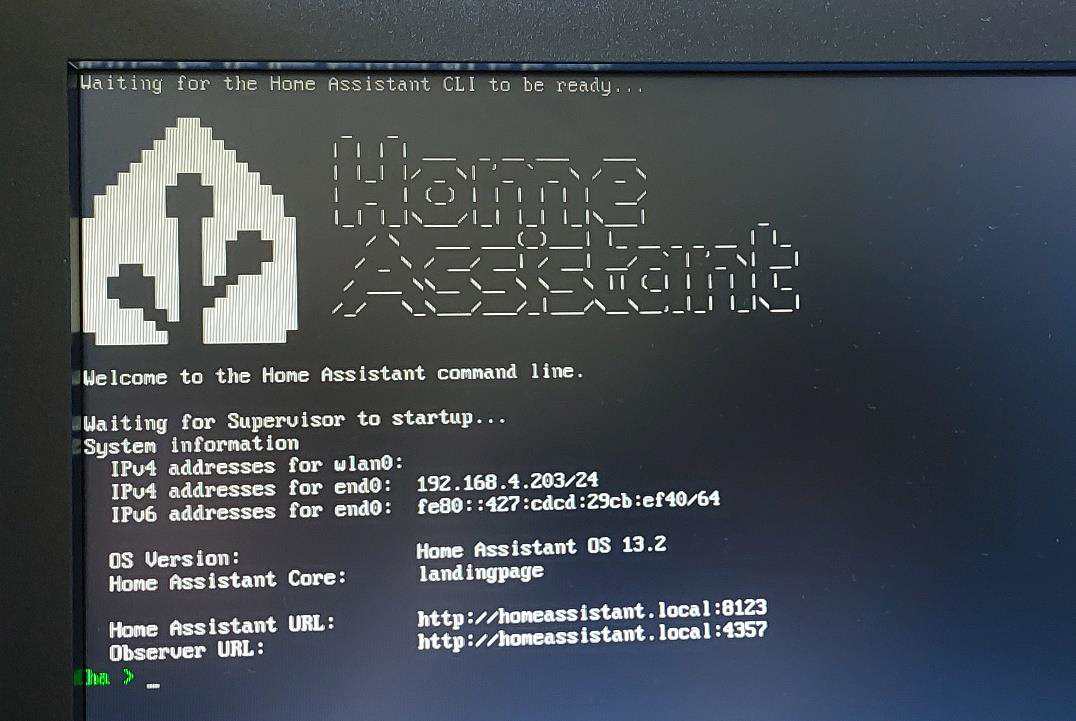 Waiting for the Home Assistant CLI to be ready...
Home
Assistant
Welcome to the Home Assistant command line.
Waiting for Supervisor to startup...
System information
IPv4 addresses for wlan0:
IPv4 addresses for end0: 192.168.4.203/24
IPv6 addresses for end0: fe80::427:cdcd:29cb:ef40/64
OS Version: Home Assistant OS 13.2
Home Assistant Core: landingpage
Home Assistant URL: http://homeassistant.local:8123
Observer URL: http://homeassistant.local:4357
ha > _